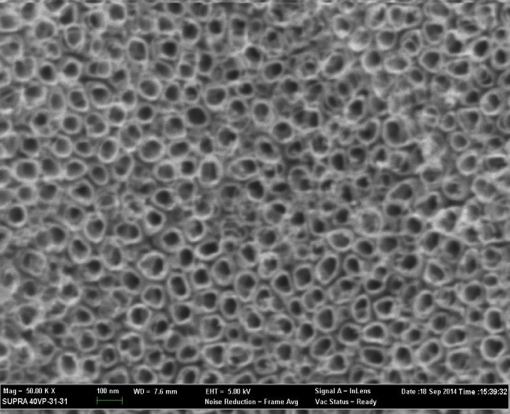 Mag = 50.00 K X 100 nm WD = 7.6 mm EHT = 5.00 kV Signal A = InLens Date :18 Sep 2014 Time :15:39:32
SUPRA 40VP-31-31 Noise Reduction = Frame Avg Vac Status = Ready